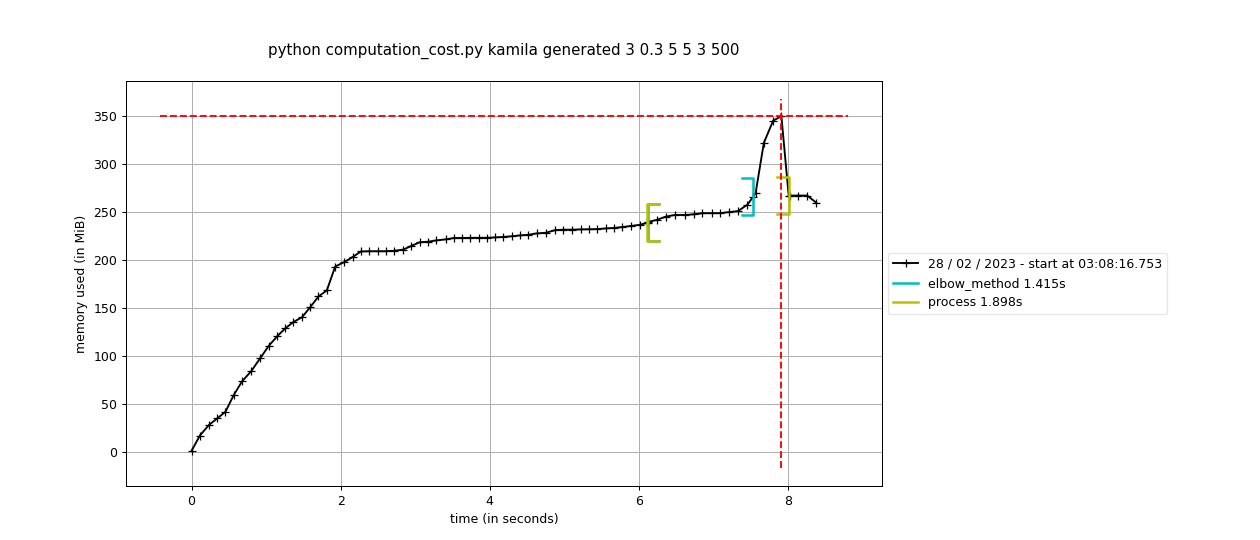 python computation_cost.py kamila generated 3 0.3 5 5 3 500
memory used (in MiB)
350
300
250
200
150
100
50
0
0 2 4 6 8
time (in seconds)
28 / 02 / 2023 - start at 03:08:16.753
elbow_method 1.415s
process 1.898s